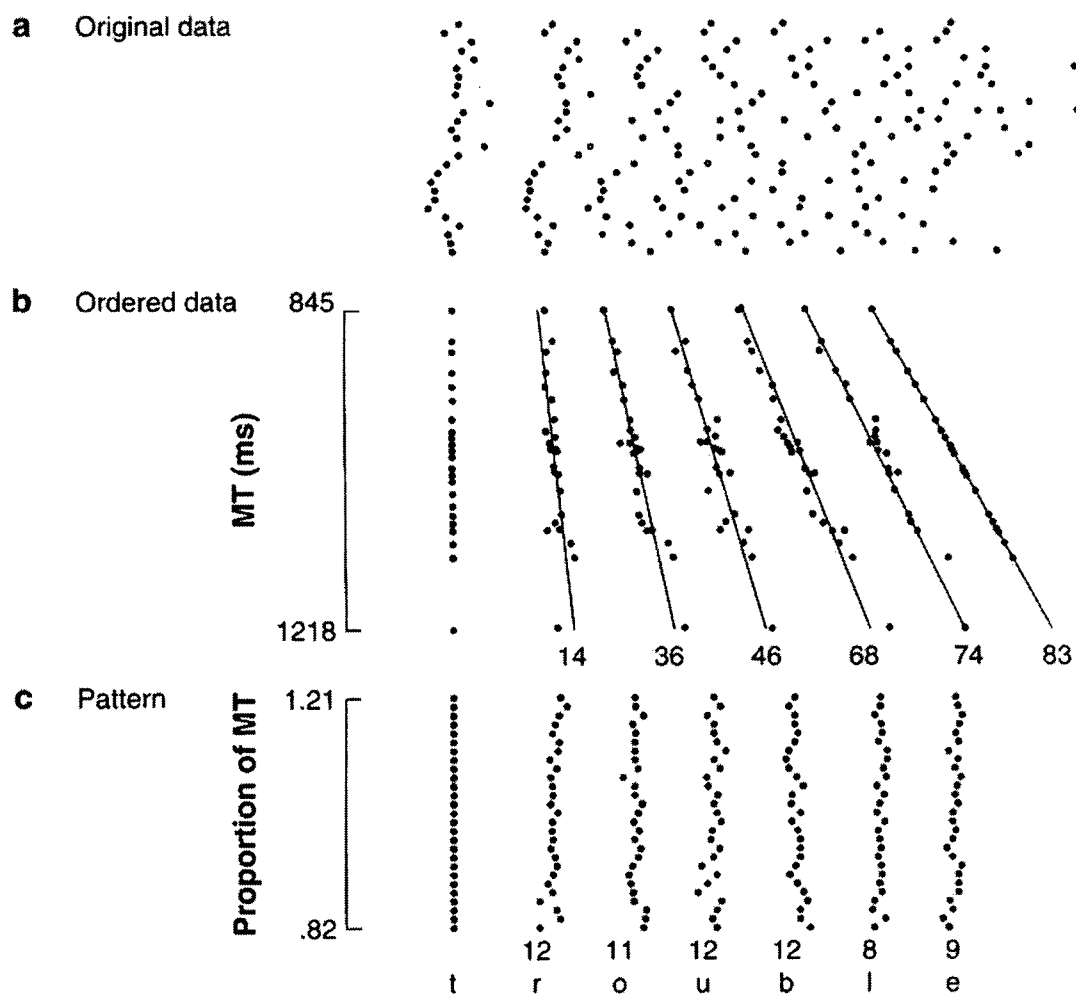 a Original data
b Ordered data
845
MT (ms)
1218
14 36 46 68 74 83
c Pattern
1.21
Proportion of MT
.82
12 11 12 12 8 9
t r o u b l e